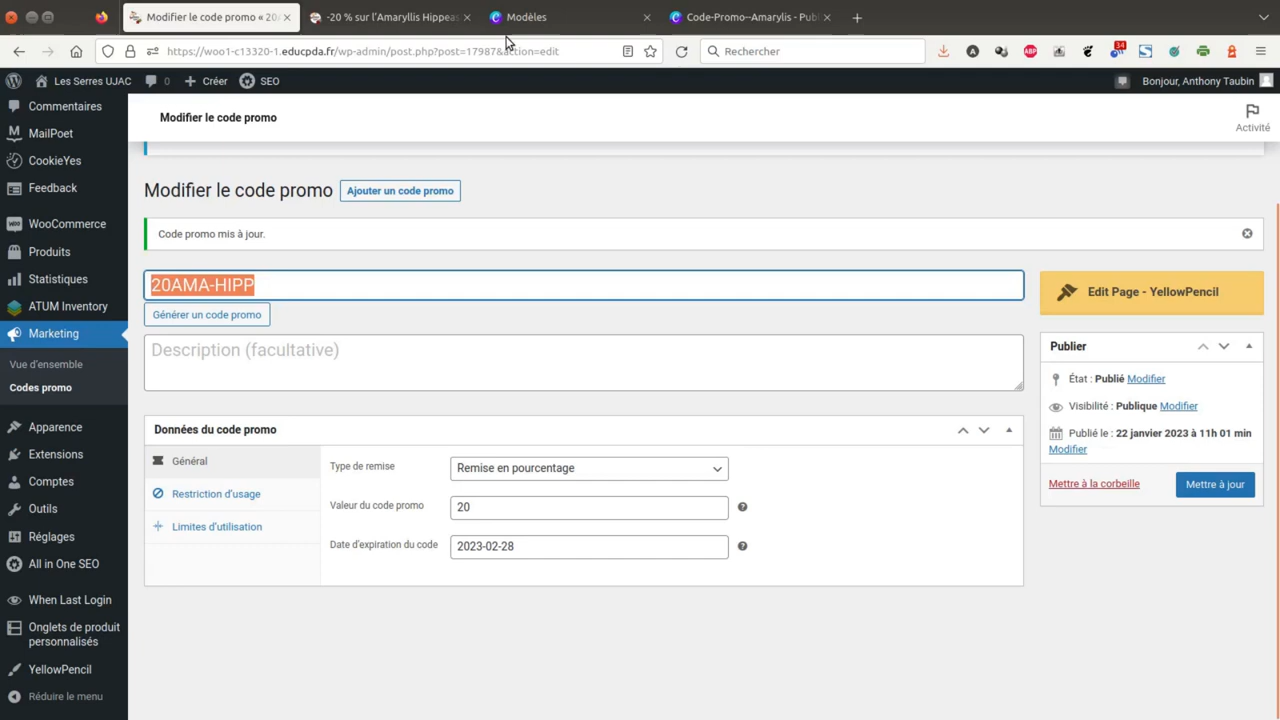 Modifier le code promo « 20
-20 % sur l'Amaryllis Hippeas
Modèles
Code-Promo–Amarylis - Publ
https://woo1-c13320-1.educpda.fr/wp-admin/post.php?post=17987&action=edit
Rechercher
ABP
34
Les Serres UJAC
0
Créer
SEO
Bonjour, Anthony Taubin
Commentaires
MailPoet
CookieYes
Feedback
WooCommerce
Produits
Statistiques
ATUM Inventory
Marketing
Vue d'ensemble
Codes promo
Apparence
Extensions
Comptes
Outils
Réglages
All in One SEO
When Last Login
Onglets de produit
personnalisés
YellowPencil
Réduire le menu
Modifier le code promo
Activité
Modifier le code promo
Ajouter un code promo
Code promo mis à jour.
20AMA-HIPP
Générer un code promo
Description (facultative)
Données du code promo
Général
Restriction d'usage
Limites d'utilisation
Type de remise
Remise en pourcentage
Valeur du code promo
20
Date d'expiration du code
2023-02-28
Edit Page - YellowPencil
Publier
État : Publié Modifier
Visibilité : Publique Modifier
Publié le : 22 janvier 2023 à 11h 01 min
Modifier
Mettre à la corbeille
Mettre à jour